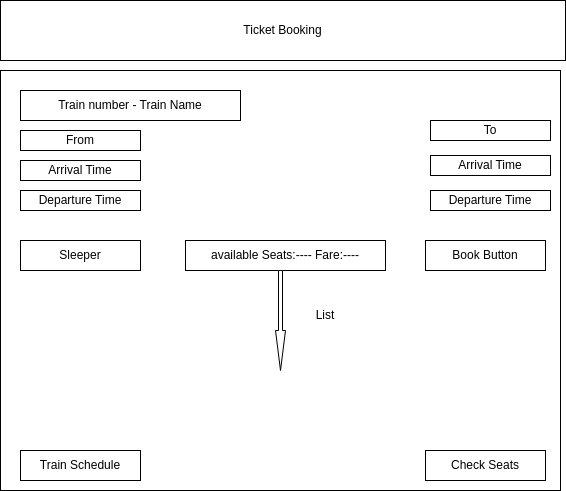 Ticket Booking
Train number - Train Name
From
To
Arrival Time
Arrival Time
Departure Time
Departure Time
Sleeper
available Seats:---- Fare:----
Book Button
List
Train Schedule
Check Seats